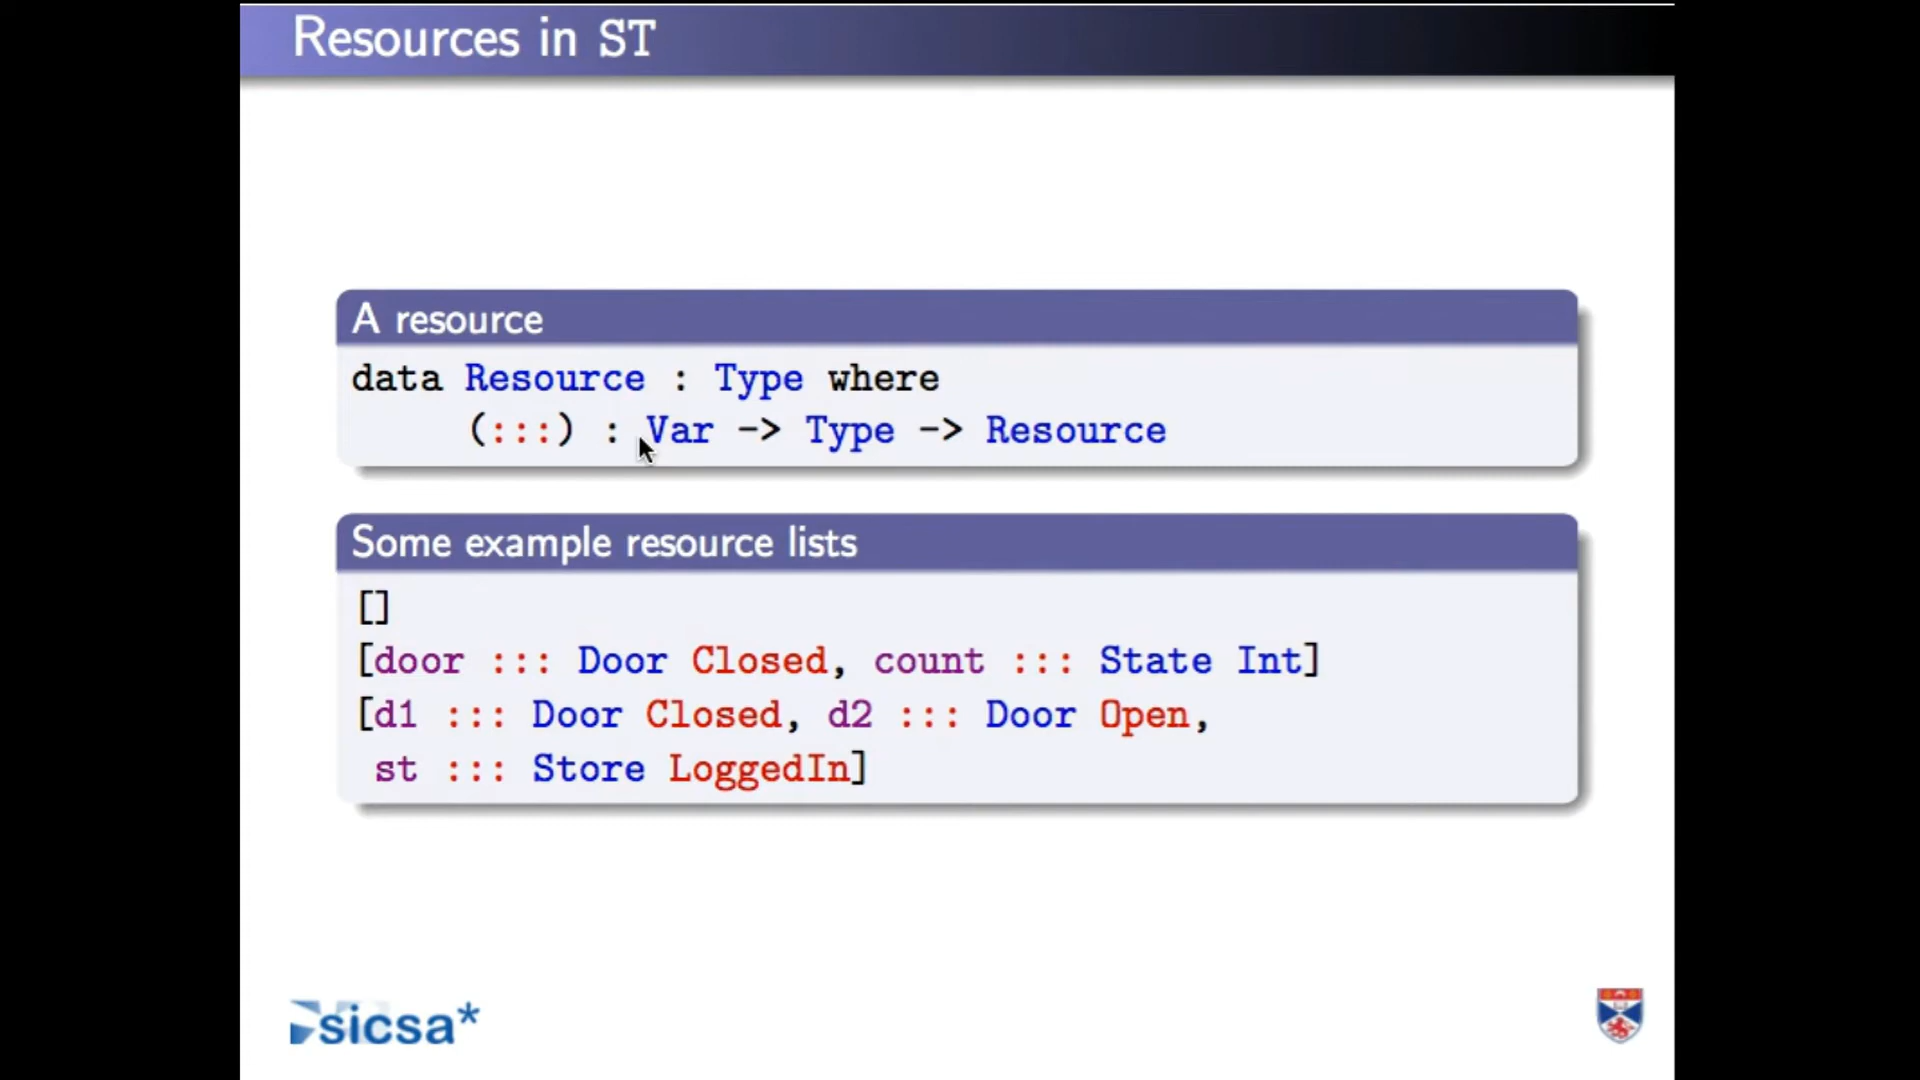 Resources in ST
A resource
data Resource : Type where
(:::) : Var -> Type -> Resource
Some example resource lists
[]
[door ::: Door Closed, count ::: State Int]
[d1 ::: Door Closed, d2 ::: Door Open,
st ::: Store LoggedIn]
sicsa*